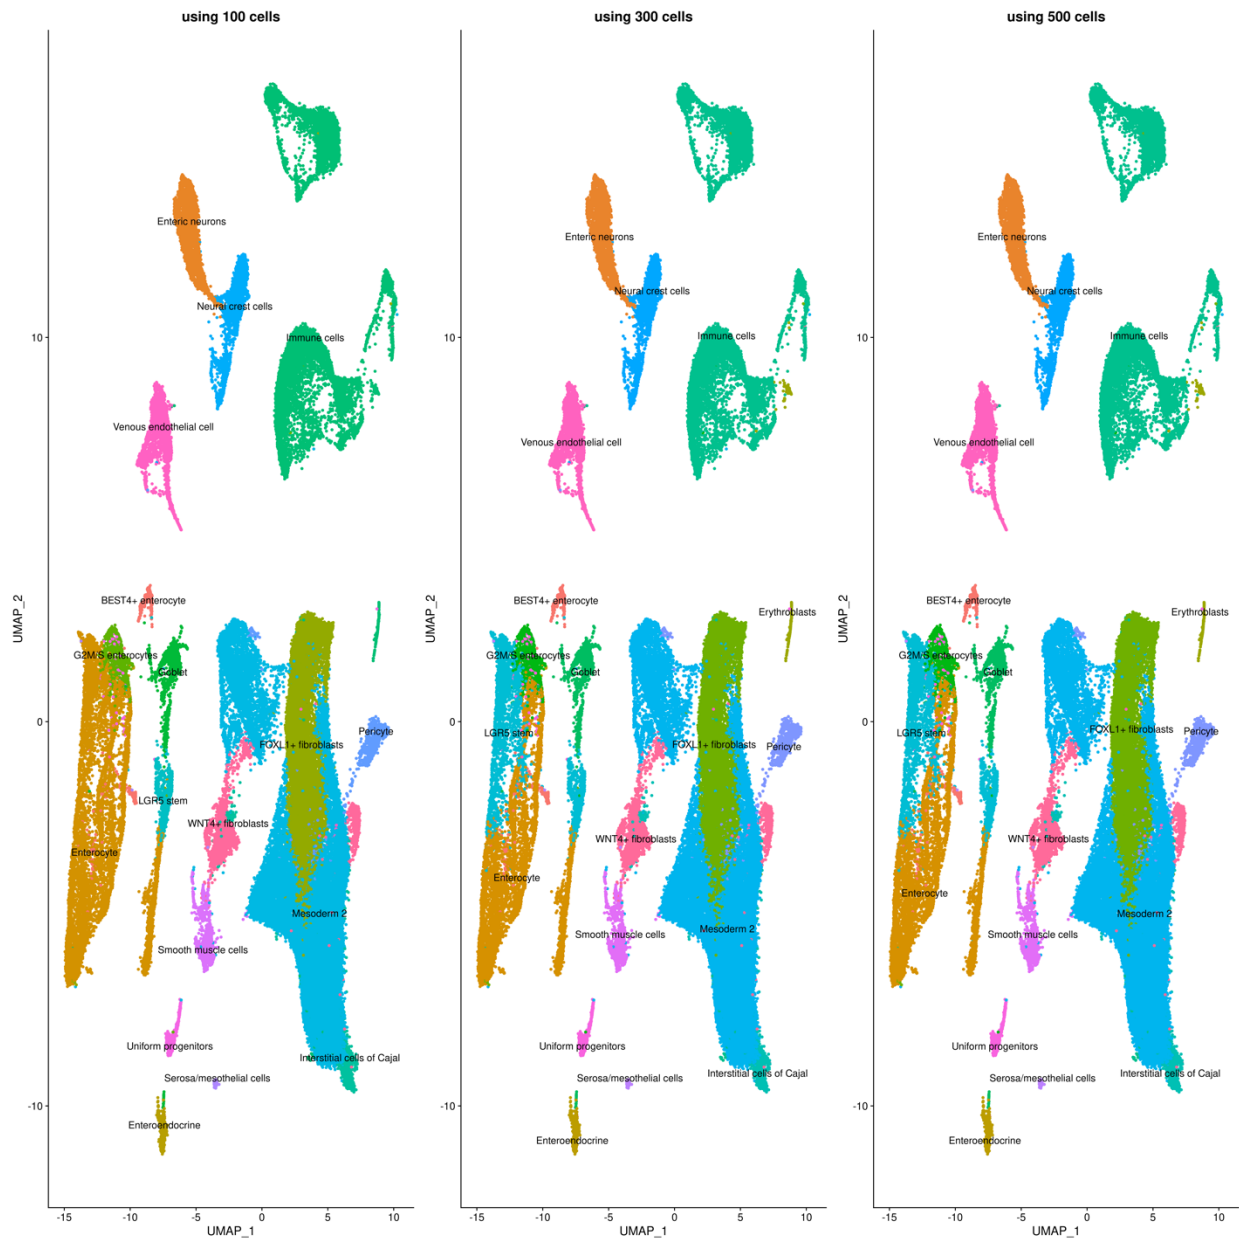 using 100 cells
using 300 cells
using 500 cells
UMAP_2
10
0
-10
Enteric neurons
Neural crest cells
Immune cells
Venous endothelial cell
BEST4+ enterocyte
G2M/S enterocytes
Goblet
FOXL1+ fibroblasts
Pericyte
LGR5 stem
WNT4+ fibroblasts
Enterocyte
Mesoderm 2
Smooth muscle cells
Uniform progenitors
Interstitial cells of Cajal
Serosa/mesothelial cells
Enteroendocrine
-15 -10 -5 0 5 10
UMAP_1
UMAP_2
10
0
-10
Enteric neurons
Neural crest cells
Immune cells
Venous endothelial cell
BEST4+ enterocyte
Erythroblasts
G2M/S enterocytes
Goblet
LGR5 stem
FOXL1+ fibroblasts
Pericyte
WNT4+ fibroblasts
Enterocyte
Mesoderm 2
Smooth muscle cells
Uniform progenitors
Interstitial cells of Cajal
Serosa/mesothelial cells
Enteroendocrine
-15 -10 -5 0 5 10
UMAP_1
UMAP_2
10
0
-10
Enteric neurons
Neural crest cells
Immune cells
Venous endothelial cell
BEST4+ enterocyte
Erythroblasts
G2M/S enterocytes
Goblet
LGR5 stem
FOXL1+ fibroblasts
Pericyte
WNT4+ fibroblasts
Enterocyte
Mesoderm 2
Smooth muscle cells
Uniform progenitors
Interstitial cells of Cajal
Serosa/mesothelial cells
Enteroendocrine
-15 -10 -5 0 5 10
UMAP_1